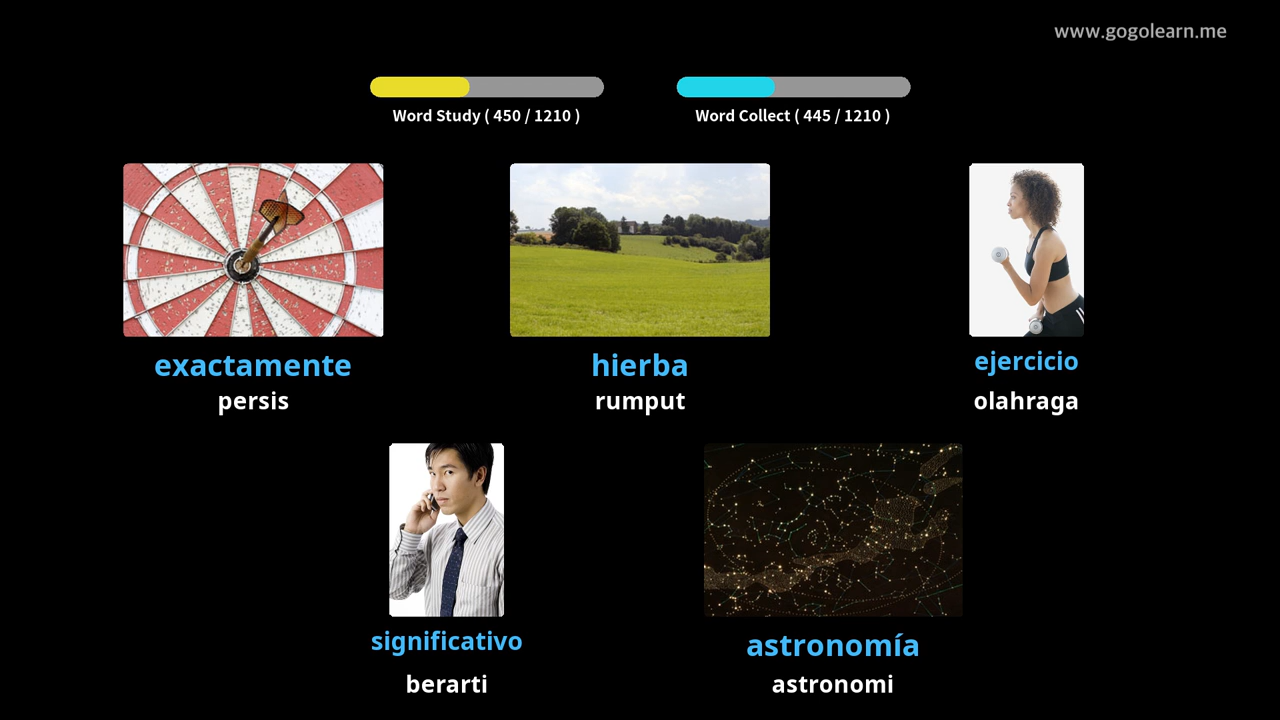 www.gogolearn.me
Word Study ( 450 / 1210 )
Word Collect ( 445 / 1210 )
exactamente
persis
hierba
rumput
ejercicio
olahraga
significativo
berarti
astronomía
astronomi